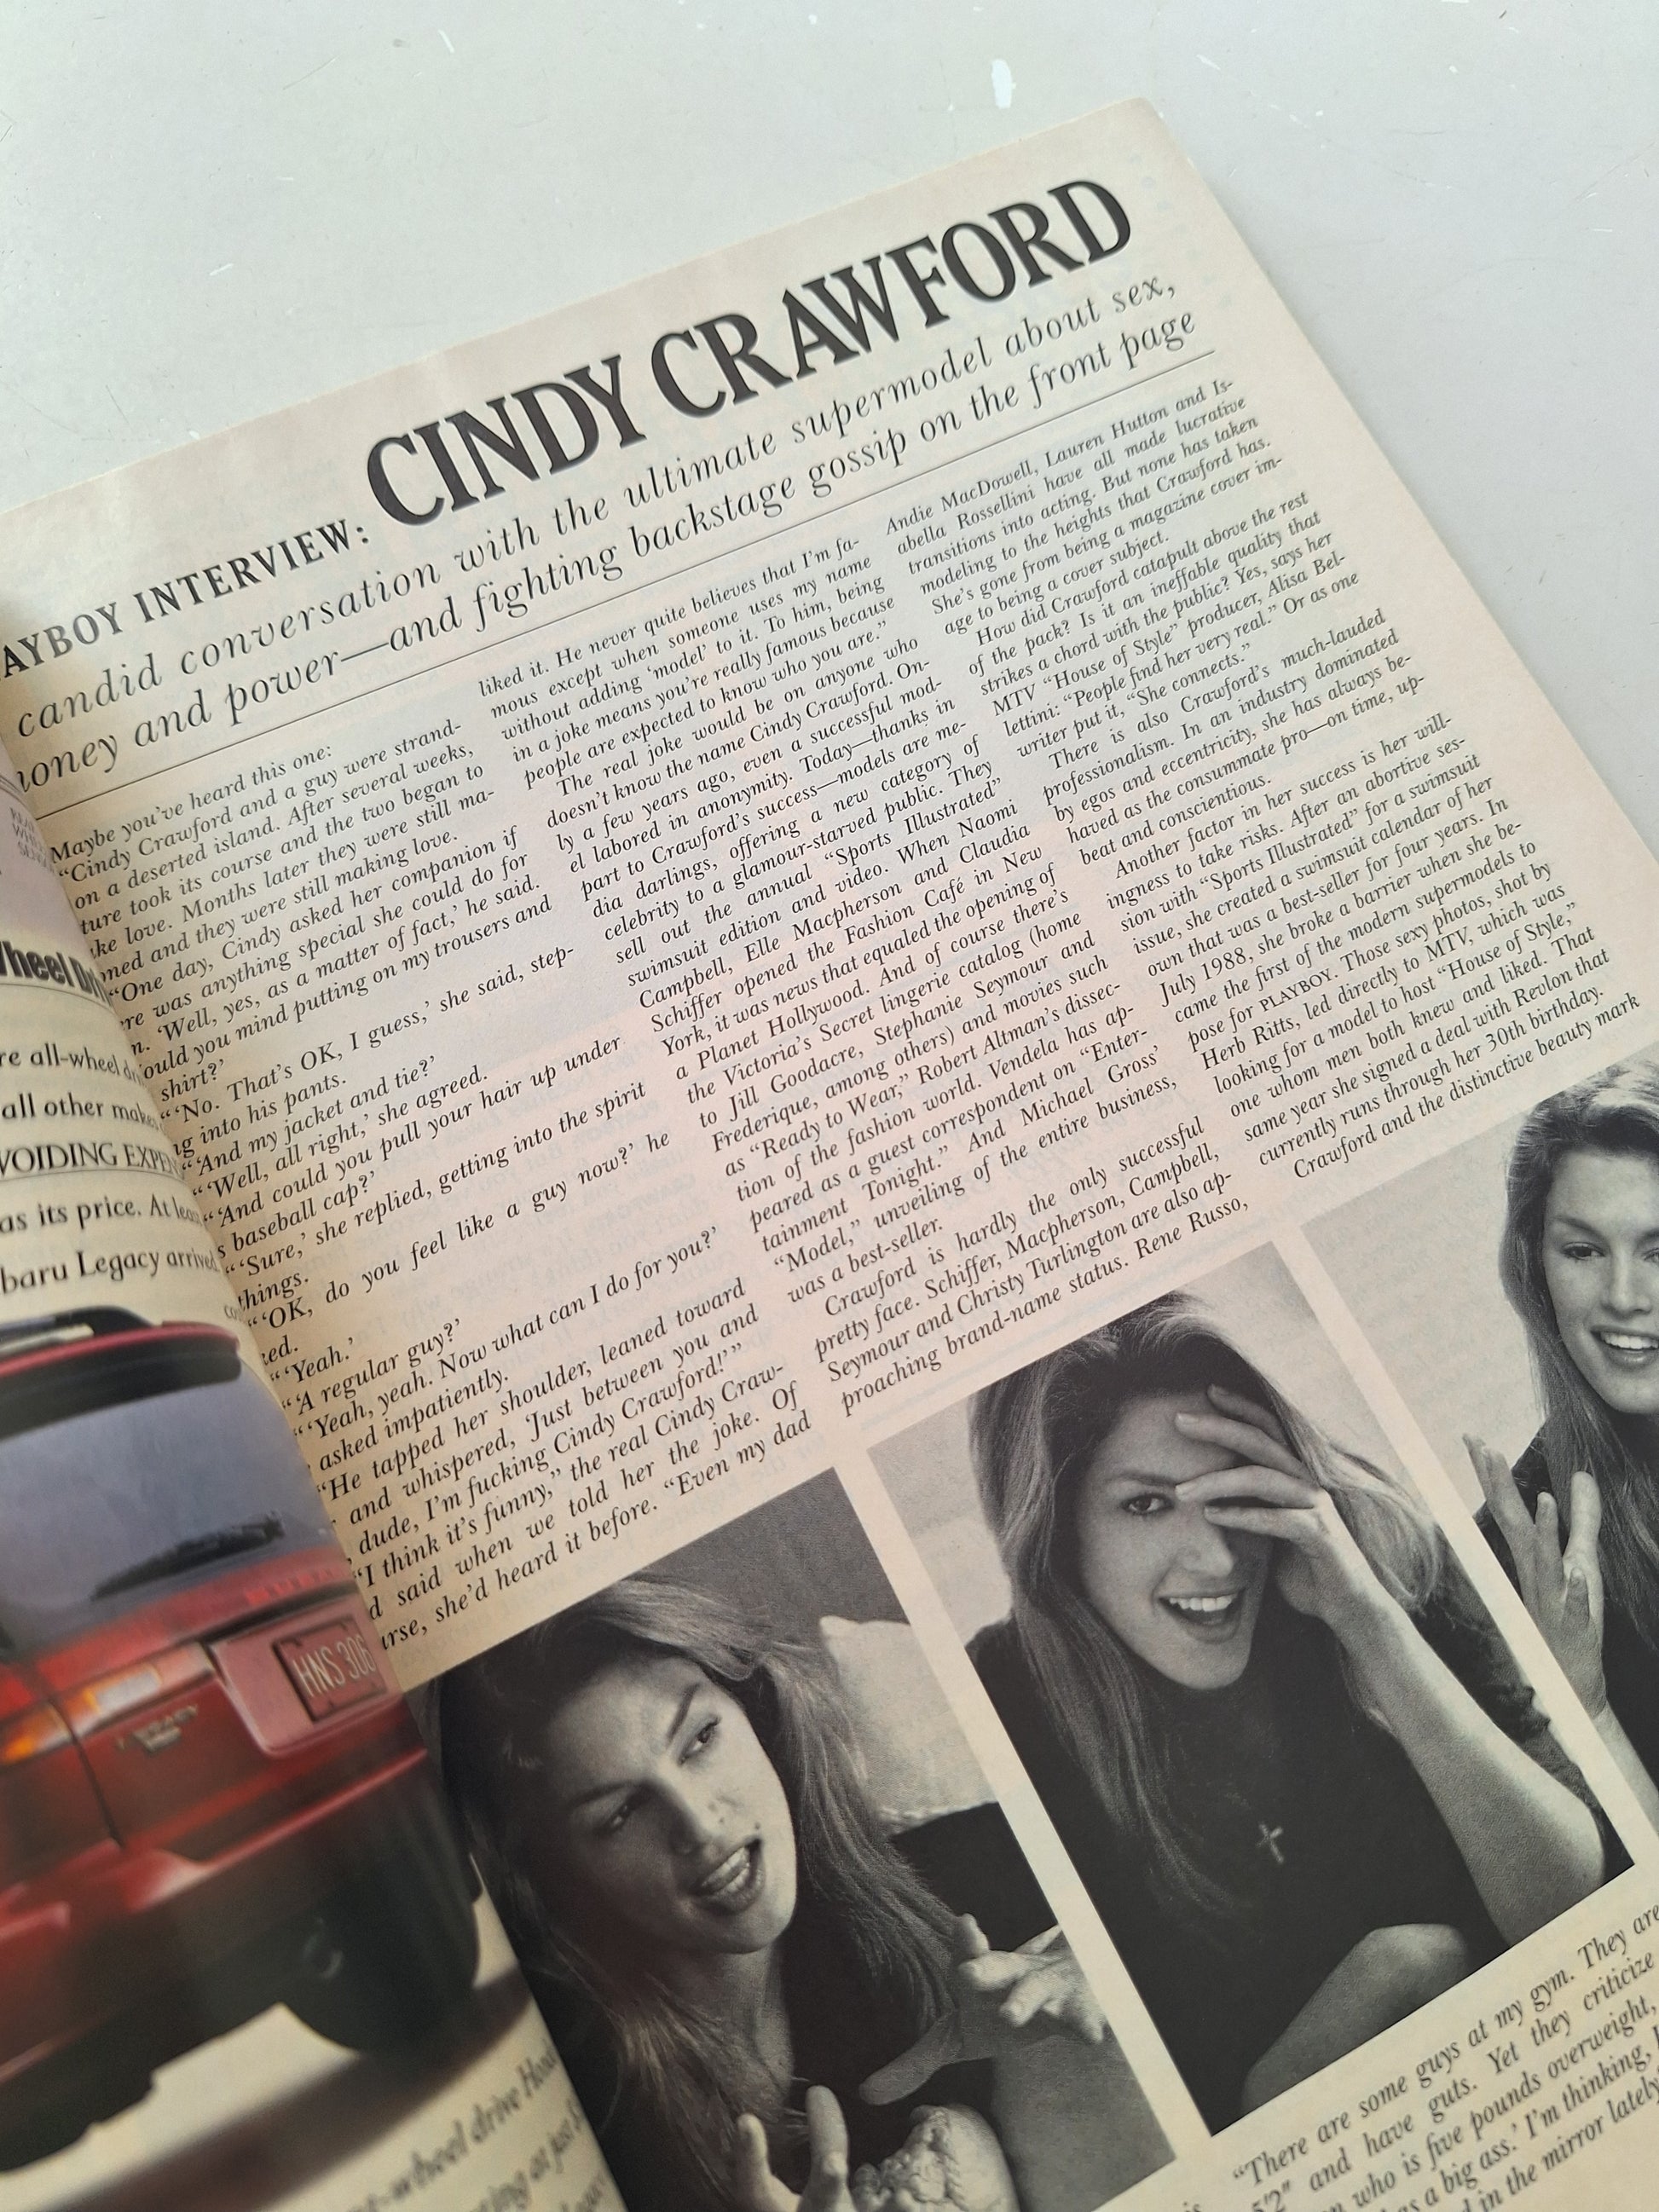 AYBOY INTERVIEW: CINDY CRAWFORD
candid conversation with the ultimate supermodel about sex,
oney and power—and fighting backstage gossip on the front page
Maybe you've heard this one:
"Cindy Crawford and a guy were strand-
on a deserted island. After several weeks,
ture took its course and the two began to
ke love. Months later they were still ma-
med and they were still making love.
"One day, Cindy asked her companion if
re was anything special she could do for
n. 'Well, yes, as a matter of fact,' he said.
ould you mind putting on my trousers and
shirt?'
"'No. That's OK, I guess,' she said, step-
ng into his pants.
"'And my jacket and tie?'
"'Well, all right,' she agreed.
"'And could you pull your hair up under
s baseball cap?'
"'Sure,' she replied, getting into the spirit
things.
"'OK, do you feel like a guy now?' he
ked.
"'Yeah.'
"'A regular guy?'
"'Yeah, yeah. Now what can I do for you?'
asked impatiently.
"He tapped her shoulder, leaned toward
and whispered, 'Just between you and
dude, I'm fucking Cindy Crawford!'"
"I think it's funny," the real Cindy Craw-
d said when we told her the joke. Of
urse, she'd heard it before. "Even my dad
liked it. He never quite believes that I'm fa-
mous except when someone uses my name
without adding 'model' to it. To him, being
in a joke means you're really famous because
people are expected to know who you are."
The real joke would be on anyone who
doesn't know the name Cindy Crawford. On-
ly a few years ago, even a successful mod-
el labored in anonymity. Today—thanks in
part to Crawford's success—models are me-
dia darlings, offering a new category of
celebrity to a glamour-starved public. They
sell out the annual "Sports Illustrated"
swimsuit edition and video. When Naomi
Campbell, Elle Macpherson and Claudia
Schiffer opened the Fashion Café in New
York, it was news that equaled the opening of
a Planet Hollywood. And of course there's
the Victoria's Secret lingerie catalog (home
to Jill Goodacre, Stephanie Seymour and
Frederique, among others) and movies such
as "Ready to Wear," Robert Altman's dissec-
tion of the fashion world. Vendela has ap-
peared as a guest correspondent on "Enter-
tainment Tonight." And Michael Gross'
"Model," unveiling of the entire business,
was a best-seller.
Crawford is hardly the only successful
pretty face. Schiffer, Macpherson, Campbell,
Seymour and Christy Turlington are also ap-
proaching brand-name status. Rene Russo,
Andie MacDowell, Lauren Hutton and Is-
abella Rossellini have all made lucrative
transitions into acting. But none has taken
modeling to the heights that Crawford has.
She's gone from being a magazine cover im-
age to being a cover subject.
How did Crawford catapult above the rest
of the pack? Is it an ineffable quality that
strikes a chord with the public? Yes, says her
MTV "House of Style" producer, Alisa Bel-
lettini: "People find her very real." Or as one
writer put it, "She connects."
There is also Crawford's much-lauded
professionalism. In an industry dominated
by egos and eccentricity, she has always be-
haved as the consummate pro—on time, up-
beat and conscientious.
Another factor in her success is her will-
ingness to take risks. After an abortive ses-
sion with "Sports Illustrated" for a swimsuit
issue, she created a swimsuit calendar of her
own that was a best-seller for four years. In
July 1988, she broke a barrier when she be-
came the first of the modern supermodels to
pose for PLAYBOY. Those sexy photos, shot by
Herb Ritts, led directly to MTV, which was
looking for a model to host "House of Style,"
one whom men both knew and liked. That
same year she signed a deal with Revlon that
currently runs through her 30th birthday.
Crawford and the distinctive beauty mark
"There are some guys at my gym. They are
5'2" and have guts. Yet they criticize
who is five pounds overweight,
as a big ass.' I'm thinking,
in the mirror lately
Wheel Dr
re all-wheel dr
all other mak
VOIDING EXPEN
as its price. At leas
baru Legacy arrived
HNS 306
LEGACY